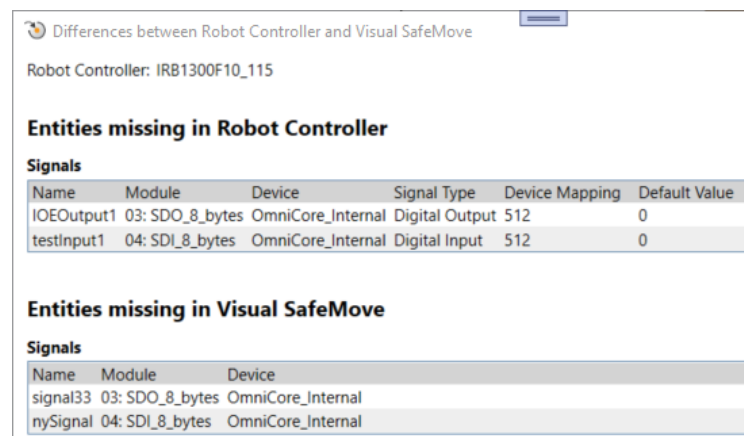 Differences between Robot Controller and Visual SafeMove
Robot Controller: IRB1300F10_115
Entities missing in Robot Controller
Signals
Name Module Device Signal Type Device Mapping Default Value
IOEOutput1 03: SDO_8_bytes OmniCore_Internal Digital Output 512 0
testInput1 04: SDI_8_bytes OmniCore_Internal Digital Input 512 0
Entities missing in Visual SafeMove
Signals
Name Module Device
signal33 03: SDO_8_bytes OmniCore_Internal
nySignal 04: SDI_8_bytes OmniCore_Internal